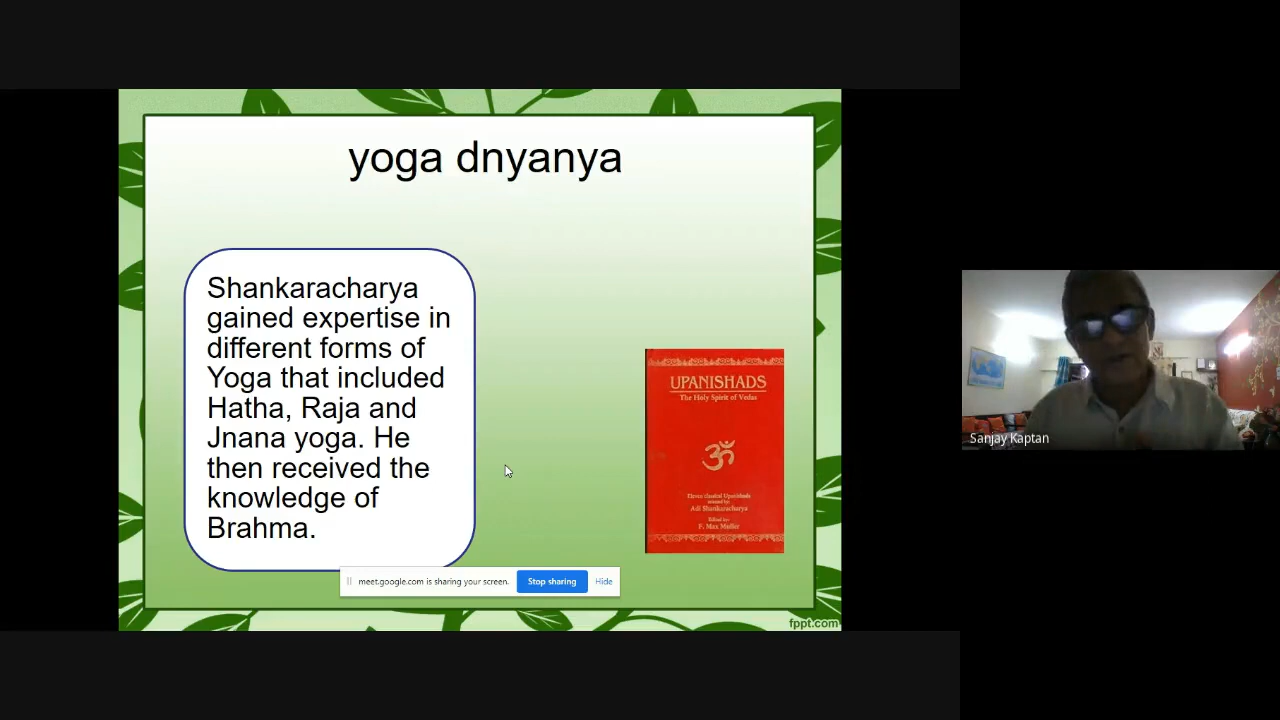 yoga dnyanya
Shankaracharya
gained expertise in
different forms of
Yoga that included
Hatha, Raja and
Jnana yoga. He
then received the
knowledge of
Brahma.
UPANISHADS
The Holy Spirit of Vedas
ॐ
Eleven classical Upanishads
Adi Shankaracharya
Edited by:
F. Max Muller
meet.google.com is sharing your screen.
Stop sharing
Hide
fppt.com
Sanjay Kaptan